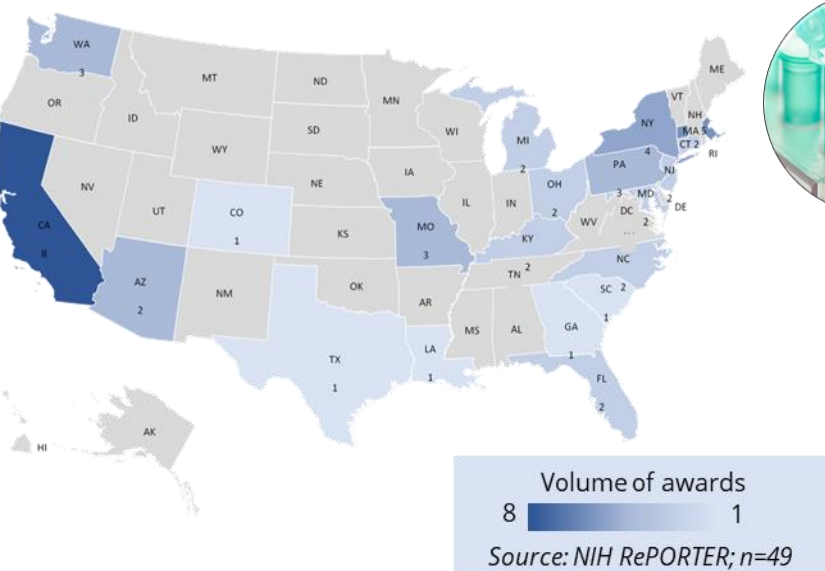 WA
3
MT
ND
ME
OR
ID
MN
VT
NH
SD
WI
NY
MA 5
WY
MI
CT 2
RI
4
IA
PA
NE
2
NJ
NV
OH
3
MD
2
DE
UT
CO
IL
IN
2
DC
2
WV
...
CA
1
KS
MO
KY
8
3
NC
AZ
TN
2
OK
SC
2
2
NM
AR
1
MS
AL
GA
TX
LA
1
1
1
FL
2
AK
HI
Volume of awards
8
1
Source: NIH RePORTER; n=49